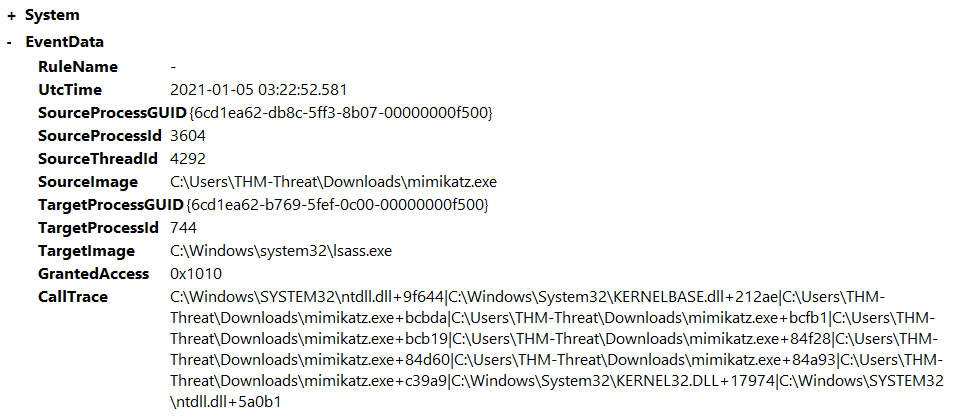 + System
- EventData
RuleName -
UtcTime 2021-01-05 03:22:52.581
SourceProcessGUID {6cd1ea62-db8c-5ff3-8b07-00000000f500}
SourceProcessId 3604
SourceThreadId 4292
SourceImage C:\Users\THM-Threat\Downloads\mimikatz.exe
TargetProcessGUID {6cd1ea62-b769-5fef-0c00-00000000f500}
TargetProcessId 744
TargetImage C:\Windows\system32\lsass.exe
GrantedAccess 0x1010
CallTrace C:\Windows\SYSTEM32\ntdll.dll+9f644|C:\Windows\System32\KERNELBASE.dll+212ae|C:\Users\THM-
Threat\Downloads\mimikatz.exe+bcbda|C:\Users\THM-Threat\Downloads\mimikatz.exe+bcfb1|C:\Users\THM-
Threat\Downloads\mimikatz.exe+bcb19|C:\Users\THM-Threat\Downloads\mimikatz.exe+84f28|C:\Users\THM-
Threat\Downloads\mimikatz.exe+84d60|C:\Users\THM-Threat\Downloads\mimikatz.exe+84a93|C:\Users\THM-
Threat\Downloads\mimikatz.exe+c39a9|C:\Windows\System32\KERNEL32.DLL+17974|C:\Windows\SYSTEM32
\ntdll.dll+5a0b1